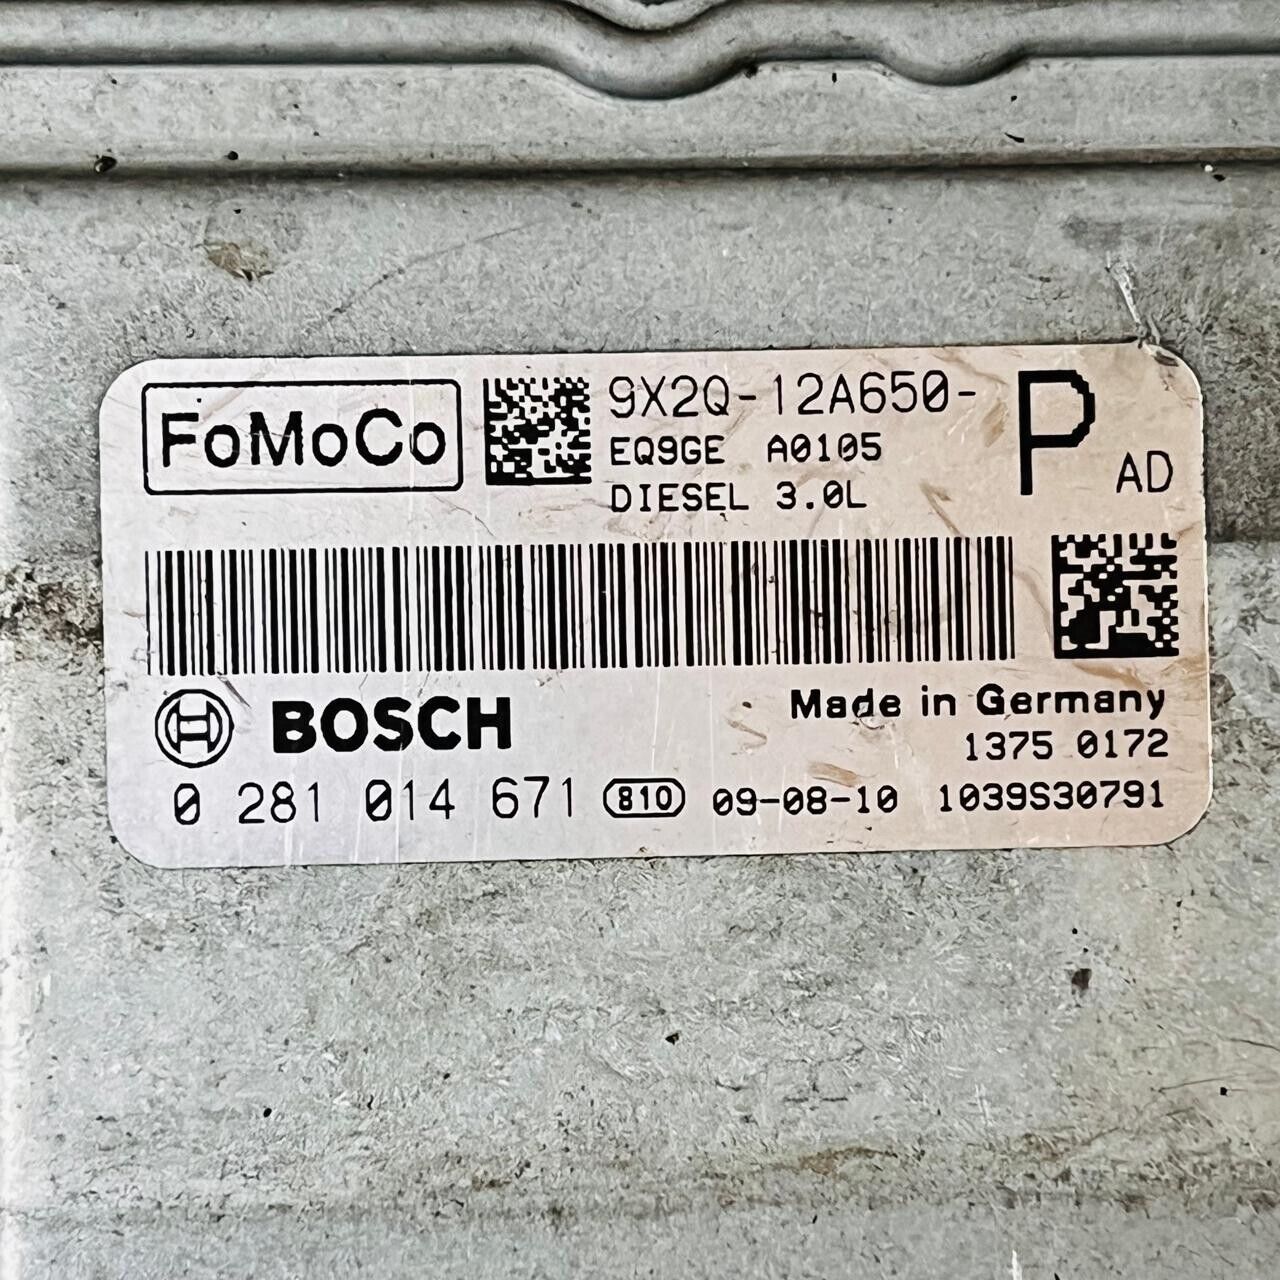 FoMoCo
9X2Q-12A650- P AD
EQ9GE A0105
DIESEL 3.0L
BOSCH
Made in Germany
1375 0172
0 281 014 671 810 09-08-10 1039S30791